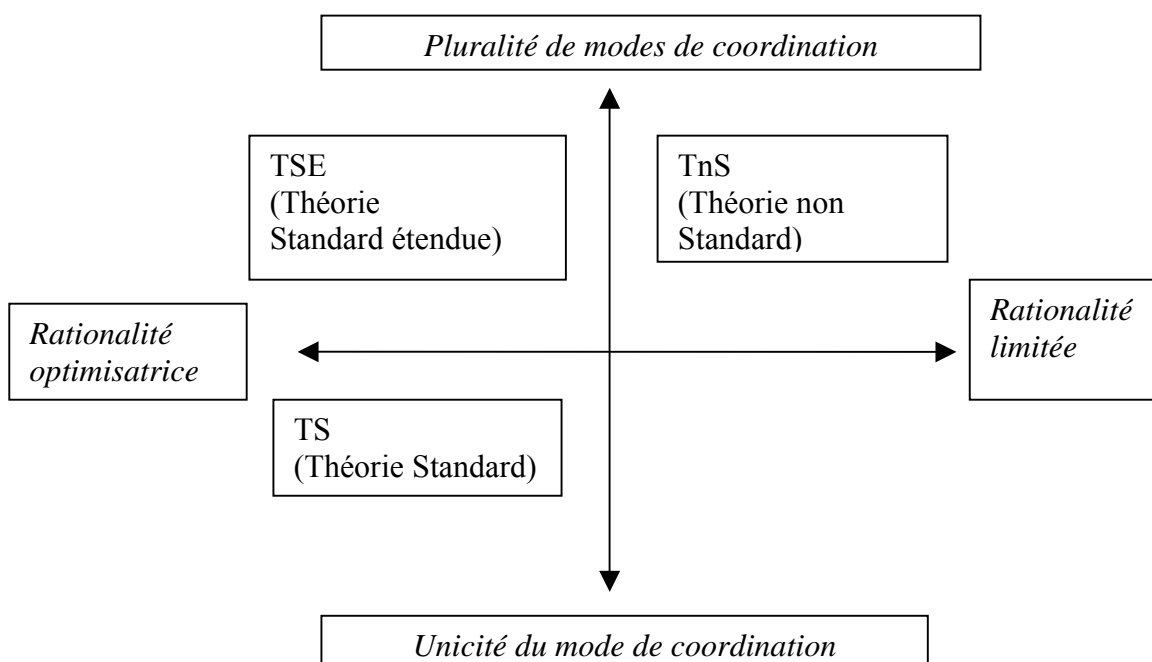 Pluralité de modes de coordination
TSE
(Théorie
Standard étendue)
TnS
(Théorie non
Standard)
Rationalité
optimisatrice
Rationalité
limitée
TS
(Théorie Standard)
Unicité du mode de coordination